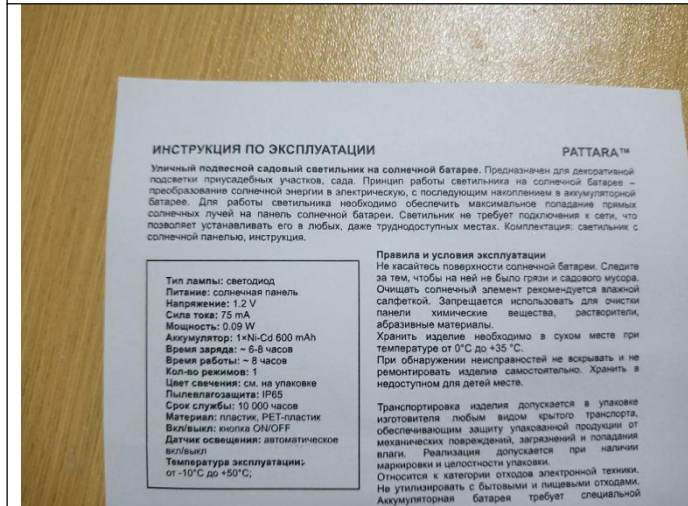 ИНСТРУКЦИЯ ПО ЭКСПЛУАТАЦИИ
PATTARA™
Уличный подвесной садовый светильник на солнечной батарее. Предназначен для декоративной
подсветки приусадебных участков, сада. Принцип работы светильника на солнечной батарее –
преобразование солнечной энергии в электрическую, с последующим накоплением в аккумуляторной
батарее. Для работы светильника необходимо обеспечить максимальное попадание прямых
солнечных лучей на панель солнечной батареи. Светильник не требует подключения к сети, что
позволяет устанавливать его в любых, даже труднодоступных местах. Комплектация: светильник с
солнечной панелью, инструкция.
Тип лампы: светодиод
Питание: солнечная панель
Напряжение: 1.2 V
Сила тока: 75 mA
Мощность: 0.09 W
Аккумулятор: 1×Ni-Cd 600 mAh
Время заряда: ~ 6-8 часов
Время работы: ~ 8 часов
Кол-во режимов: 1
Цвет свечения: см. на упаковке
Пылевлагозащита: IP65
Срок службы: 10 000 часов
Материал: пластик, PET-пластик
Вкл/выкл: кнопка ON/OFF
Датчик освещения: автоматическое
вкл/выкл
Температура эксплуатации:
от -10°C до +50°C;
Правила и условия эксплуатации
Не касайтесь поверхности солнечной батареи. Следите
за тем, чтобы на ней не было грязи и садового мусора.
Очищать солнечный элемент рекомендуется влажной
салфеткой. Запрещается использовать для очистки
панели химические вещества, растворители,
абразивные материалы.
Хранить изделие необходимо в сухом месте при
температуре от 0°C до +35 °C.
При обнаружении неисправностей не вскрывать и не
ремонтировать изделие самостоятельно. Хранить в
недоступном для детей месте.
Транспортировка изделия допускается в упаковке
изготовителя любым видом крытого транспорта,
обеспечивающим защиту упакованной продукции от
механических повреждений, загрязнений и попадания
влаги. Реализация допускается при наличии
маркировки и целостности упаковки.
Относится к категории отходов электронной техники.
Не утилизировать с бытовыми и пищевыми отходами.
Аккумуляторная батарея требует специальной